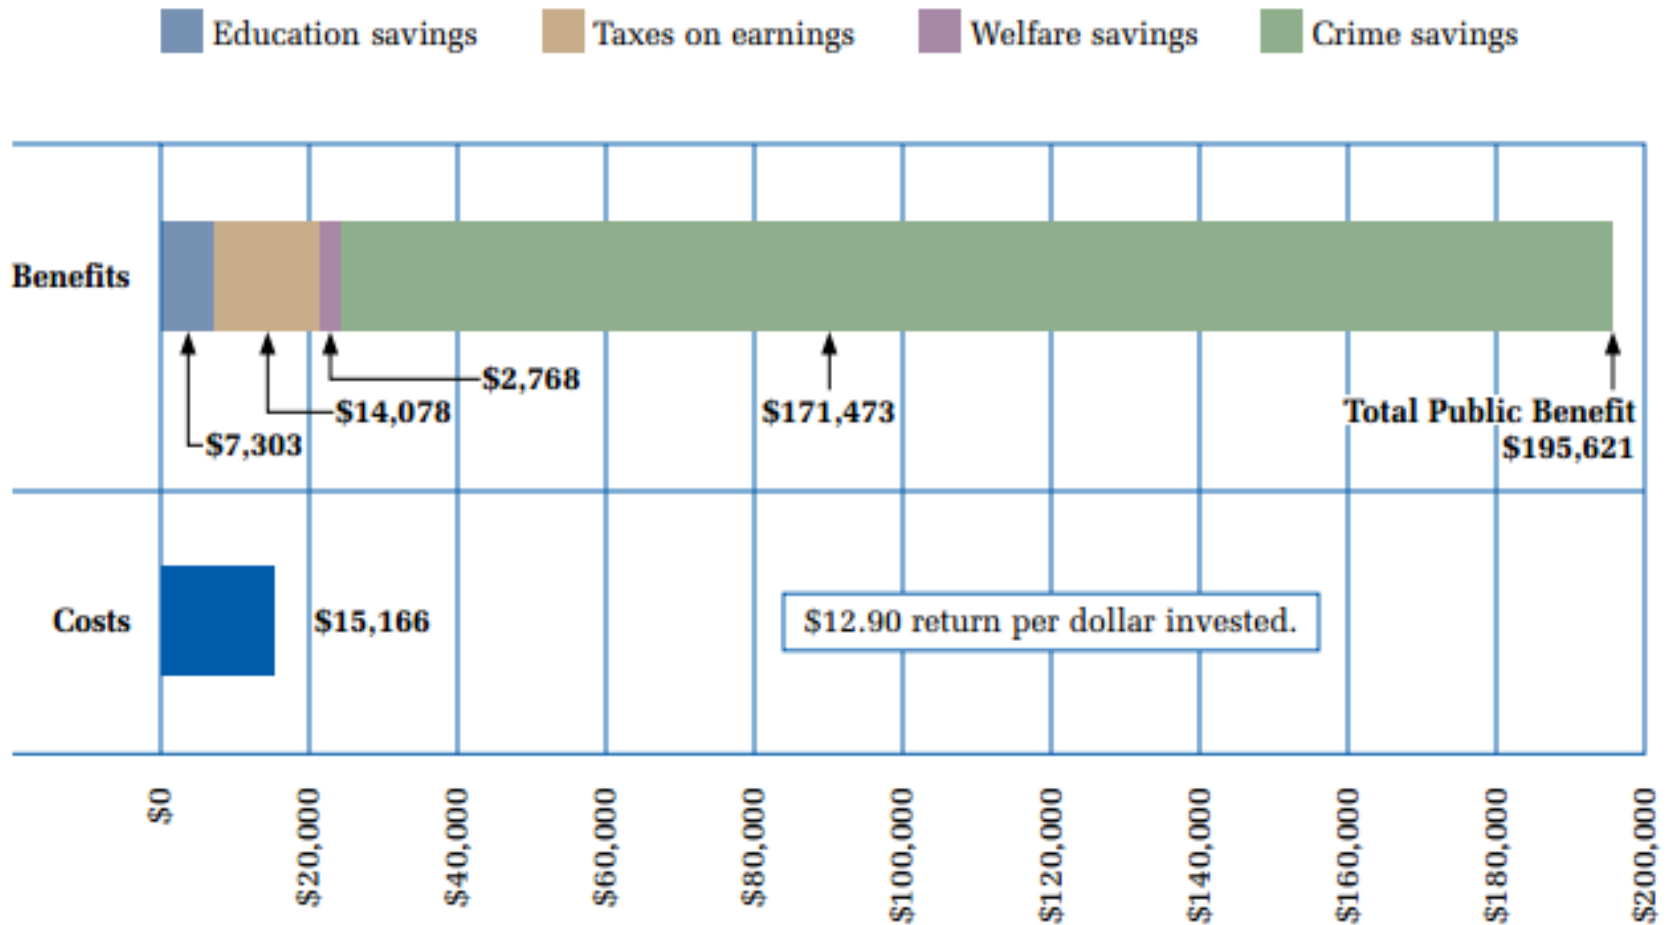 Education savings
Taxes on earnings
Welfare savings
Crime savings
Benefits
$2,768
$14,078
$7,303
$171,473
Total Public Benefit
$195,621
Costs
$15,166
$12.90 return per dollar invested.
$0
$20,000
$40,000
$60,000
$80,000
$100,000
$120,000
$140,000
$160,000
$180,000
$200,000